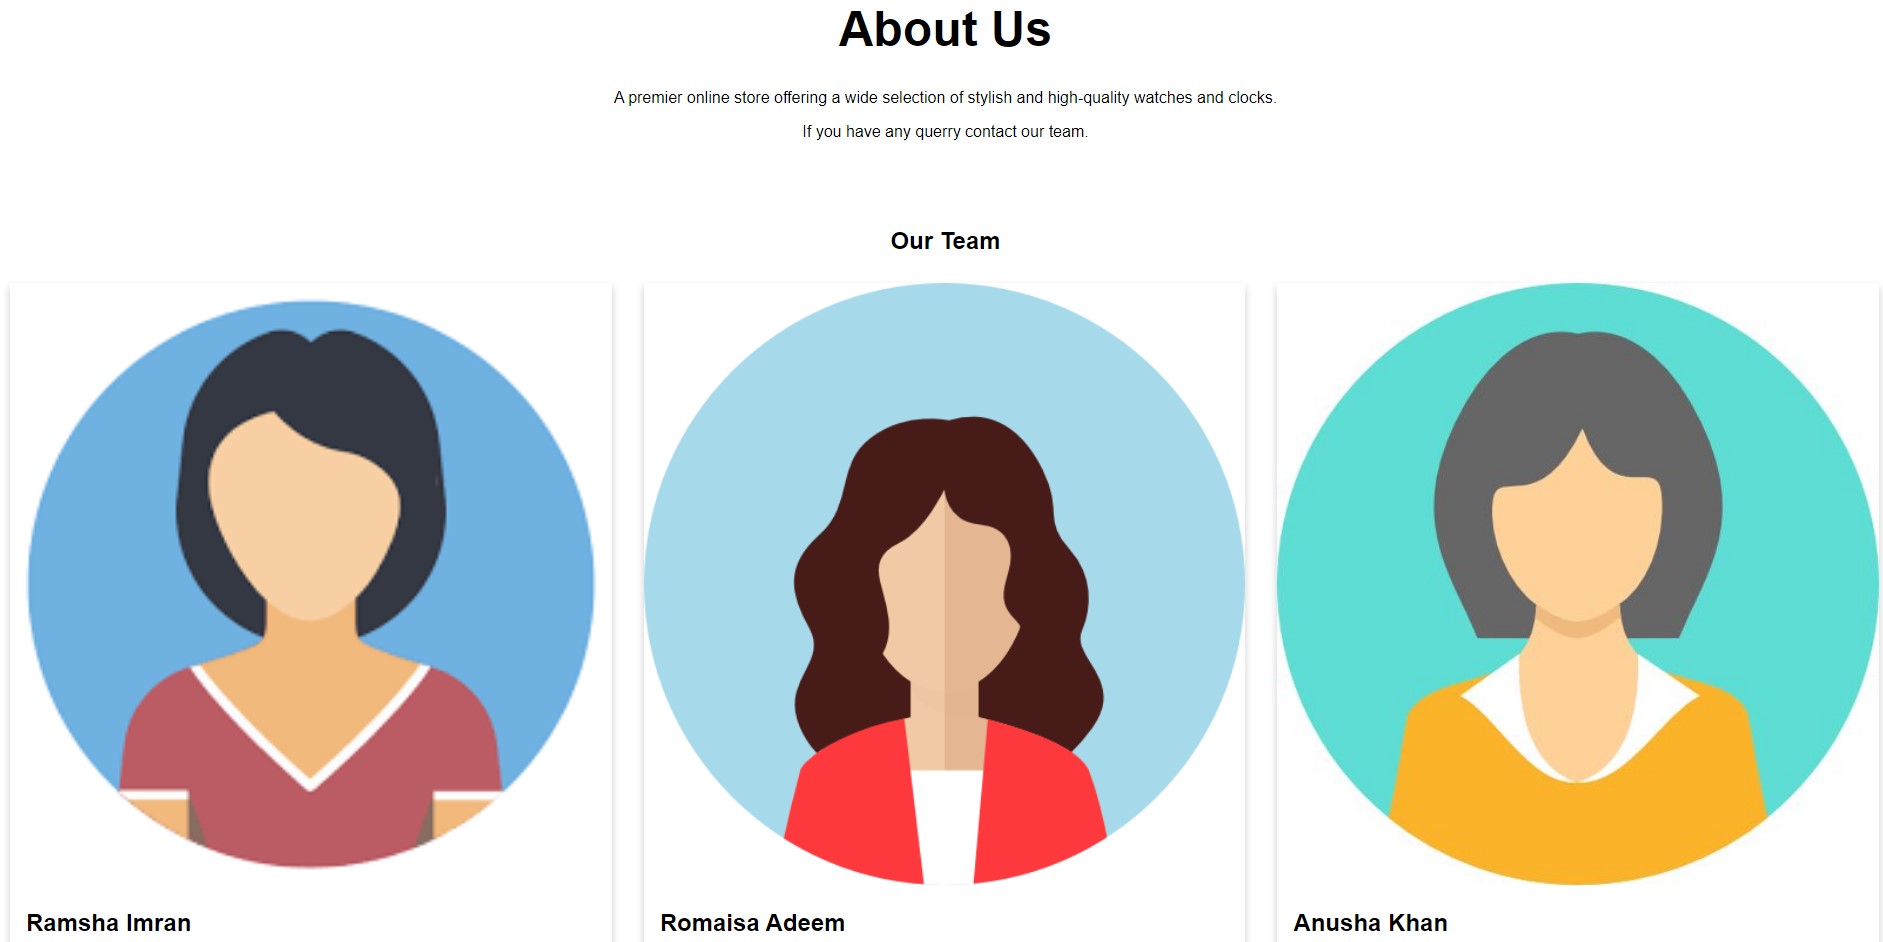 About Us
A premier online store offering a wide selection of stylish and high-quality watches and clocks.
If you have any querry contact our team.
Our Team
Ramsha Imran
Romaisa Adeem
Anusha Khan